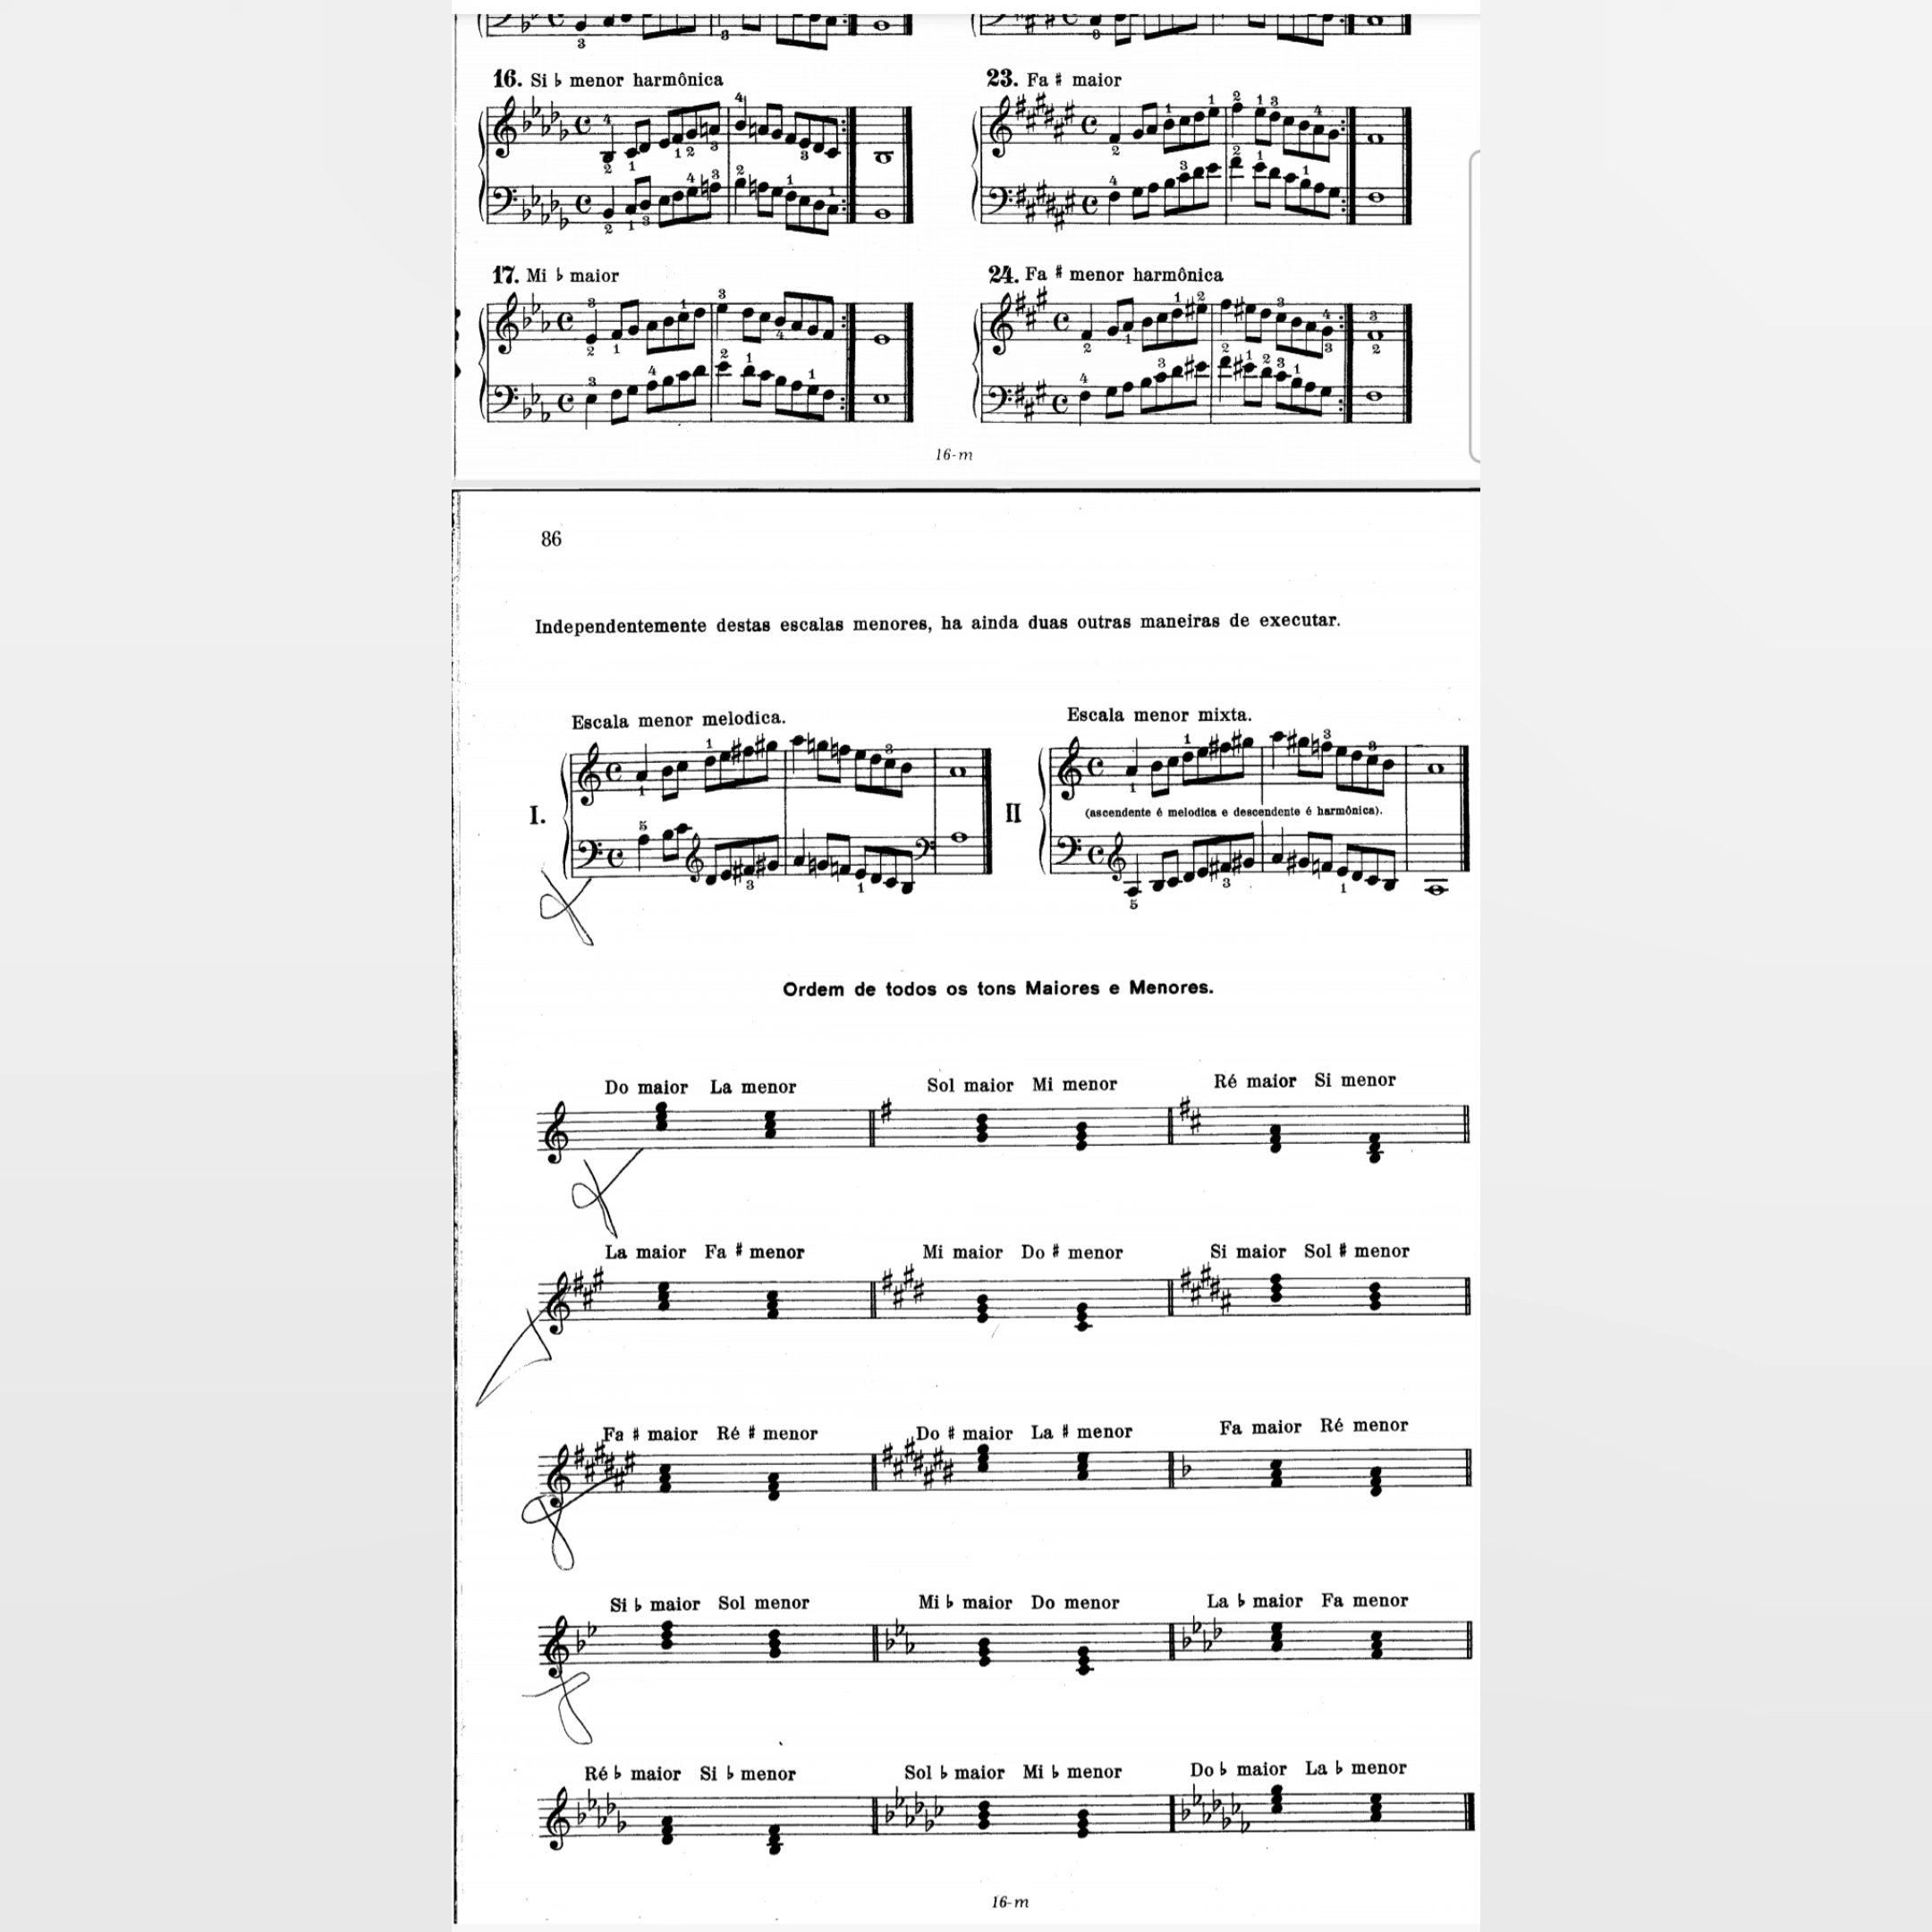 16. Si ♭ menor harmônica
23. Fa ♯ maior
17. Mi ♭ maior
24. Fa ♯ menor harmônica
16-m
86
Independentemente destas escalas menores, ha ainda duas outras maneiras de executar.
Escala menor melodica.
Escala menor mixta.
I.
II
(ascendente é melodica e descendente é harmônica).
Ordem de todos os tons Maiores e Menores.
Do maior La menor
Sol maior Mi menor
Ré maior Si menor
La maior Fa ♯ menor
Mi maior Do ♯ menor
Si maior Sol ♯ menor
Fa ♯ maior Ré ♯ menor
Do ♯ maior La ♯ menor
Fa maior Ré menor
Si ♭ maior Sol menor
Mi ♭ maior Do menor
La ♭ maior Fa menor
Ré ♭ maior Si ♭ menor
Sol ♭ maior Mi ♭ menor
Do ♭ maior La ♭ menor
16-m